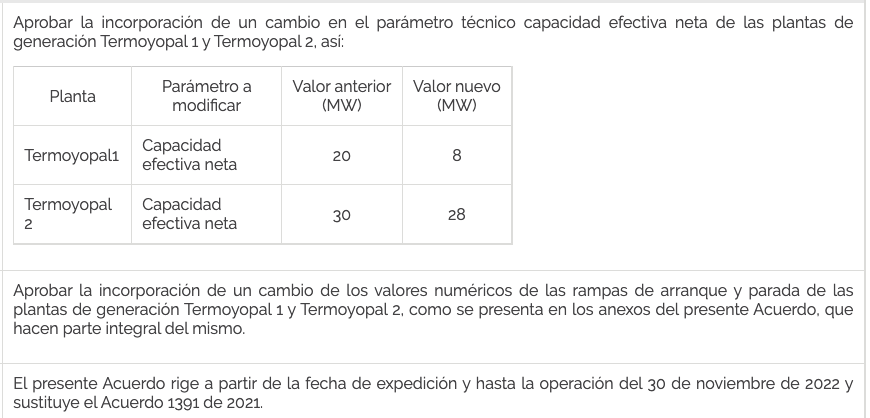 Aprobar la incorporación de un cambio en el parámetro técnico capacidad efectiva neta de las plantas de
generación Termoyopal 1 y Termoyopal 2, así:
Planta
Parámetro a
modificar
Valor anterior
(MW)
Valor nuevo
(MW)
Termoyopal1
Capacidad
efectiva neta
20
8
Termoyopal
2
Capacidad
efectiva neta
30
28
Aprobar la incorporación de un cambio de los valores numéricos de las rampas de arranque y parada de las
plantas de generación Termoyopal 1 y Termoyopal 2, como se presenta en los anexos del presente Acuerdo, que
hacen parte integral del mismo.
El presente Acuerdo rige a partir de la fecha de expedición y hasta la operación del 30 de noviembre de 2022 y
sustituye el Acuerdo 1391 de 2021.